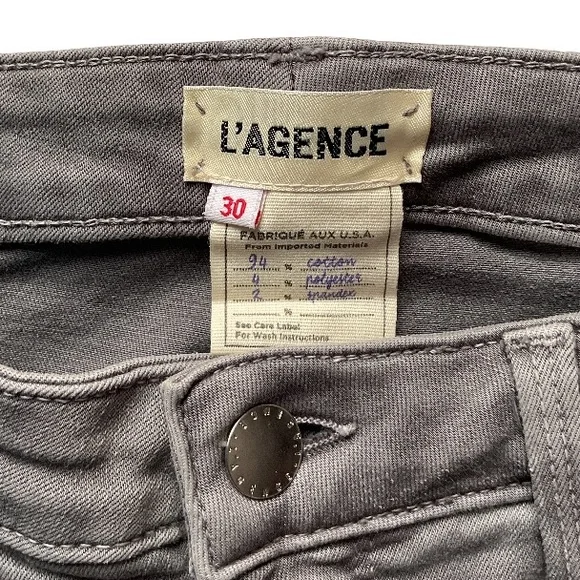 L'AGENCE
30
FABRIQUÉ AUX U.S.A.
From Imported Materials
94 % cotton
4 % polyester
2 % spandex
%
See Care Label
For Wash Instructions